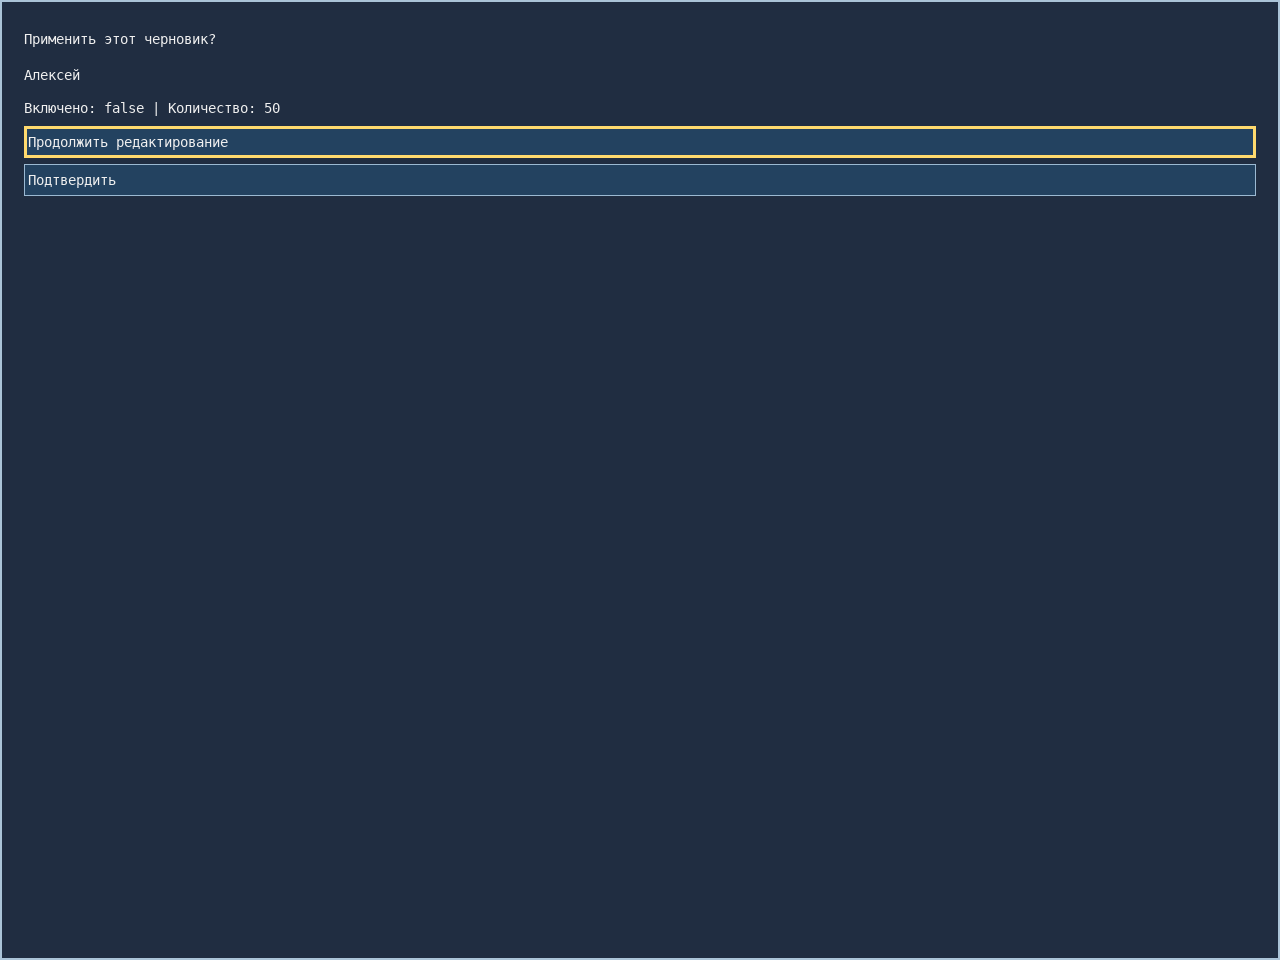 Применить этот черновик?
Алексей
Включено: false | Количество: 50
Продолжить редактирование
Подтвердить